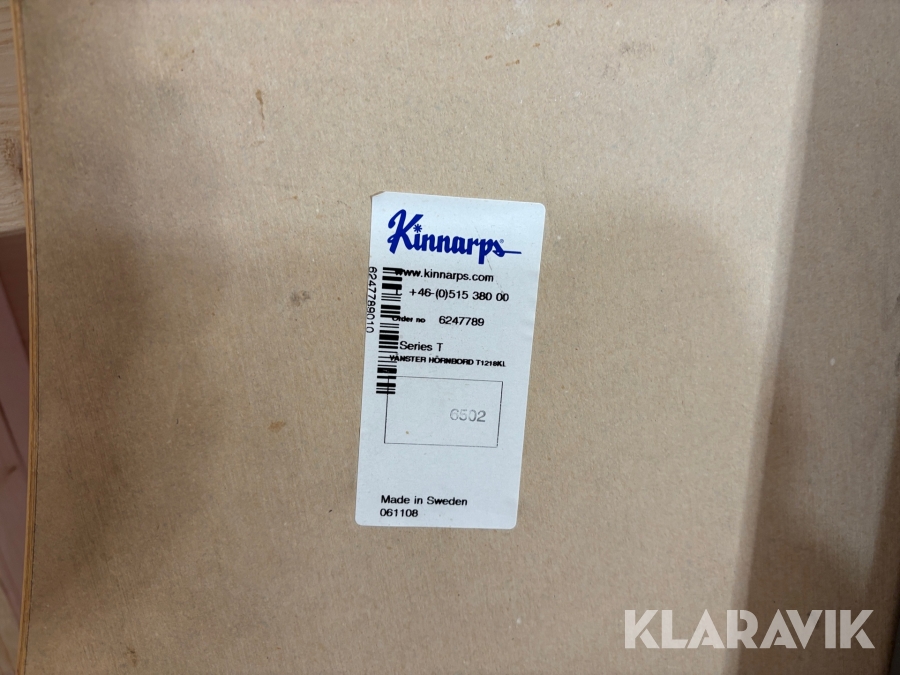 Kinnarps
www.kinnarps.com
+46-(0)515 380 00
Order no 6247789
6247789010
Series T
VÄNSTER HÖRNBORD T1218KL
6502
Made in Sweden
061108
KLARAVIK